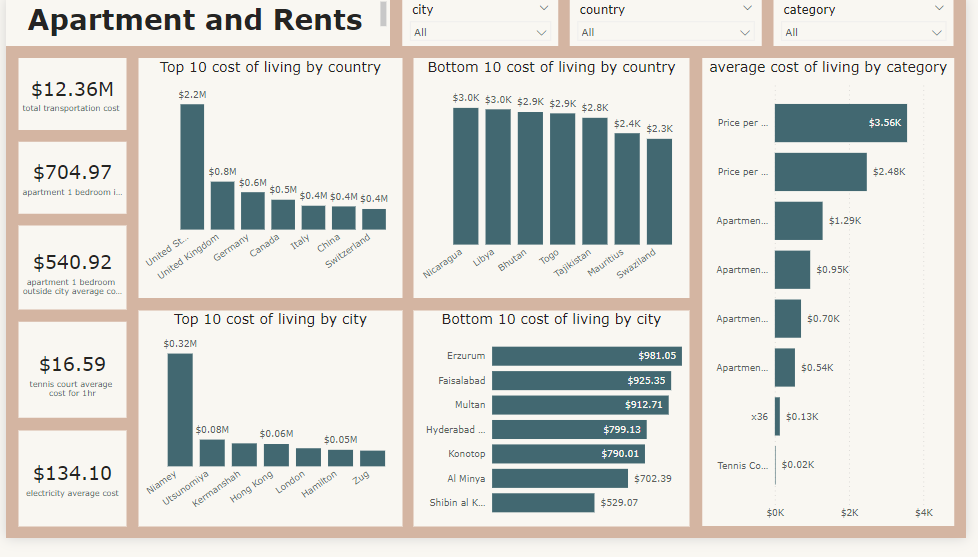 Apartment and Rents
city
All
country
All
category
All
$12.36M
total transportation cost
$704.97
apartment 1 bedroom i...
$540.92
apartment 1 bedroom
outside city average co...
$16.59
tennis court average
cost for 1hr
$134.10
electricity average cost
Top 10 cost of living by country
$2.2M
$0.8M
$0.6M
$0.5M
$0.4M
$0.4M
$0.4M
United St...
United Kingdom
Germany
Canada
Italy
China
Switzerland
Bottom 10 cost of living by country
$3.0K
$3.0K
$2.9K
$2.9K
$2.8K
$2.4K
$2.3K
Nicaragua
Libya
Bhutan
Togo
Tajikistan
Mauritius
Swaziland
Top 10 cost of living by city
$0.32M
$0.08M
$0.06M
$0.05M
Niamey
Utsunomiya
Kermanshah
Hong Kong
London
Hamilton
Zug
Bottom 10 cost of living by city
Erzurum $981.05
Faisalabad $925.35
Multan $912.71
Hyderabad ... $799.13
Konotop $790.01
Al Minya $702.39
Shibin al K... $529.07
average cost of living by category
Price per ... $3.56K
Price per ... $2.48K
Apartmen... $1.29K
Apartmen... $0.95K
Apartmen... $0.70K
Apartmen... $0.54K
x36 $0.13K
Tennis Co... $0.02K
$0K $2K $4K